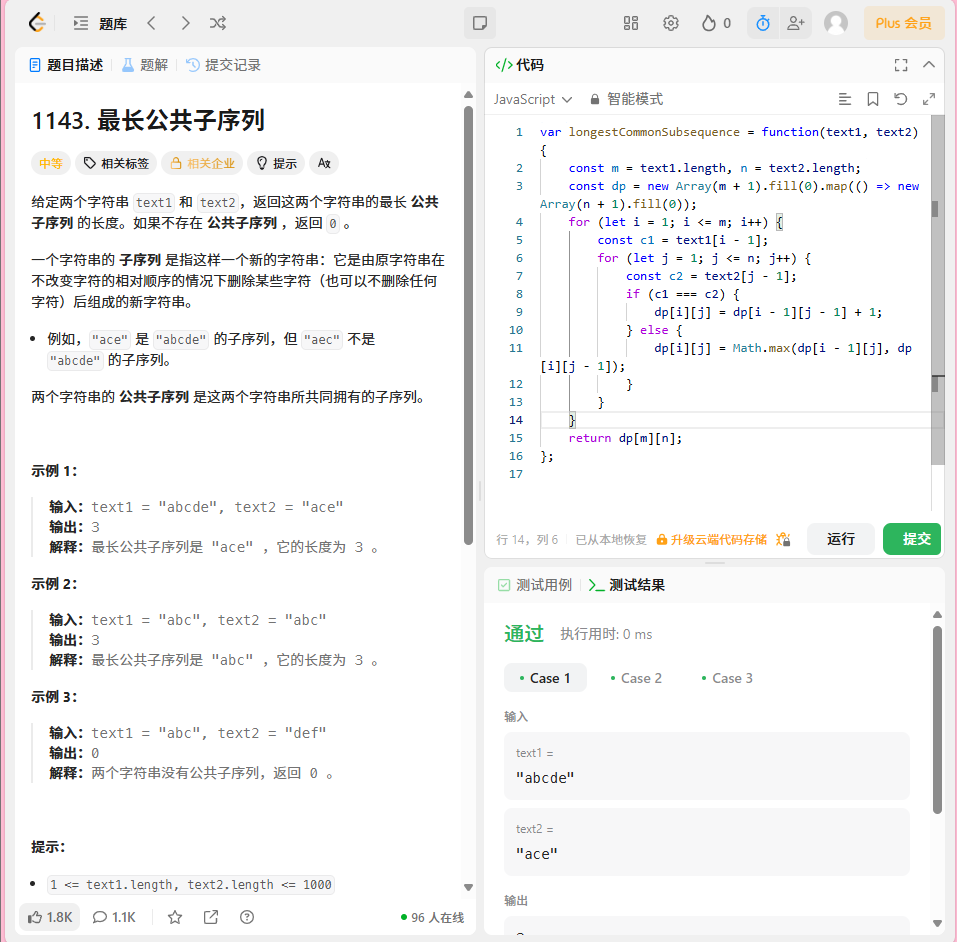 题库
0
Plus 会员
题目描述
题解
提交记录
1143. 最长公共子序列
中等
相关标签
相关企业
提示
给定两个字符串 text1 和 text2，返回这两个字符串的最长 公共
子序列 的长度。如果不存在 公共子序列 ，返回 0 。
一个字符串的 子序列 是指这样一个新的字符串：它是由原字符串在
不改变字符的相对顺序的情况下删除某些字符（也可以不删除任何
字符）后组成的新字符串。
• 例如，"ace" 是 "abcde" 的子序列，但 "aec" 不是
"abcde" 的子序列。
两个字符串的 公共子序列 是这两个字符串所共同拥有的子序列。
示例 1：
输入：text1 = "abcde", text2 = "ace"
输出：3
解释：最长公共子序列是 "ace" ，它的长度为 3 。
示例 2：
输入：text1 = "abc", text2 = "abc"
输出：3
解释：最长公共子序列是 "abc" ，它的长度为 3 。
示例 3：
输入：text1 = "abc", text2 = "def"
输出：0
解释：两个字符串没有公共子序列，返回 0 。
提示：
• 1 <= text1.length, text2.length <= 1000
1.8K
1.1K
96 人在线
</> 代码
JavaScript
智能模式
1 var longestCommonSubsequence = function(text1, text2)
{
2 const m = text1.length, n = text2.length;
3 const dp = new Array(m + 1).fill(0).map(() => new
Array(n + 1).fill(0));
4 for (let i = 1; i <= m; i++) {
5 const c1 = text1[i - 1];
6 for (let j = 1; j <= n; j++) {
7 const c2 = text2[j - 1];
8 if (c1 === c2) {
9 dp[i][j] = dp[i - 1][j - 1] + 1;
10 } else {
11 dp[i][j] = Math.max(dp[i - 1][j], dp
[i][j - 1]);
12 }
13 }
14 }
15 return dp[m][n];
16 };
17
行 14，列 6
已从本地恢复
升级云端代码存储
运行
提交
测试用例
测试结果
通过
执行用时: 0 ms
Case 1
Case 2
Case 3
输入
text1 =
"abcde"
text2 =
"ace"
输出